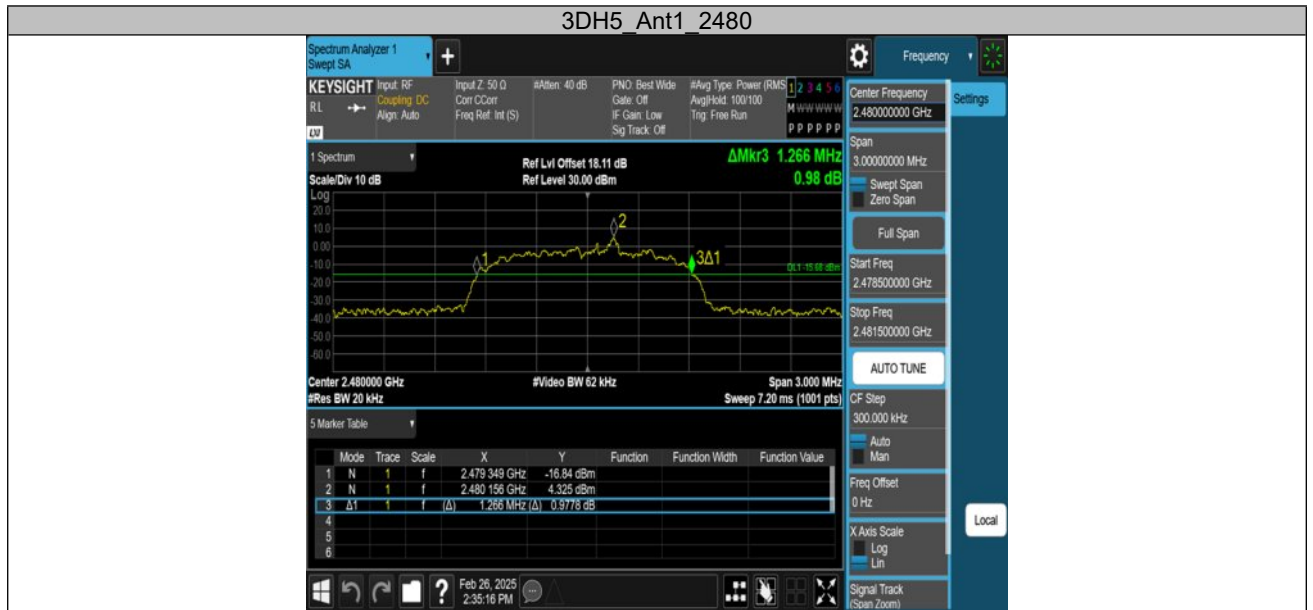 3DH5_Ant1_2480
Spectrum Analyzer 1
Swept SA
+
Frequency
KEYSIGHT
RL
LXI
Input: RF
Coupling: DC
Align: Auto
Input Z: 50 Ω
Corr CCorr
Freq Ref: Int (S)
#Atten: 40 dB
PNO: Best Wide
Gate: Off
IF Gain: Low
Sig Track: Off
#Avg Type: Power (RMS
Avg|Hold: 100/100
Trig: Free Run
1 2 3 4 5 6
M W W W W W
P P P P P P
1 Spectrum
Scale/Div 10 dB
Ref Lvl Offset 18.11 dB
Ref Level 30.00 dBm
ΔMkr3 1.266 MHz
0.98 dB
Log
20.0
10.0
0.00
-10.0
-20.0
-30.0
-40.0
-50.0
-60.0
1
2
3Δ1
DL1 -15.68 dBm
Center 2.480000 GHz
#Video BW 62 kHz
Span 3.000 MHz
#Res BW 20 kHz
Sweep 7.20 ms (1001 pts)
5 Marker Table
Mode Trace Scale X Y Function Function Width Function Value
1 N 1 f 2.479 349 GHz -16.84 dBm
2 N 1 f 2.480 156 GHz 4.325 dBm
3 Δ1 1 f (Δ) 1.266 MHz (Δ) 0.9778 dB
4
5
6
Feb 26, 2025
2:35:16 PM
?
Center Frequency
2.480000000 GHz
Settings
Span
3.00000000 MHz
Swept Span
Zero Span
Full Span
Start Freq
2.478500000 GHz
Stop Freq
2.481500000 GHz
AUTO TUNE
CF Step
300.000 kHz
Auto
Man
Freq Offset
0 Hz
X Axis Scale
Log
Lin
Local
Signal Track
(Span Zoom)